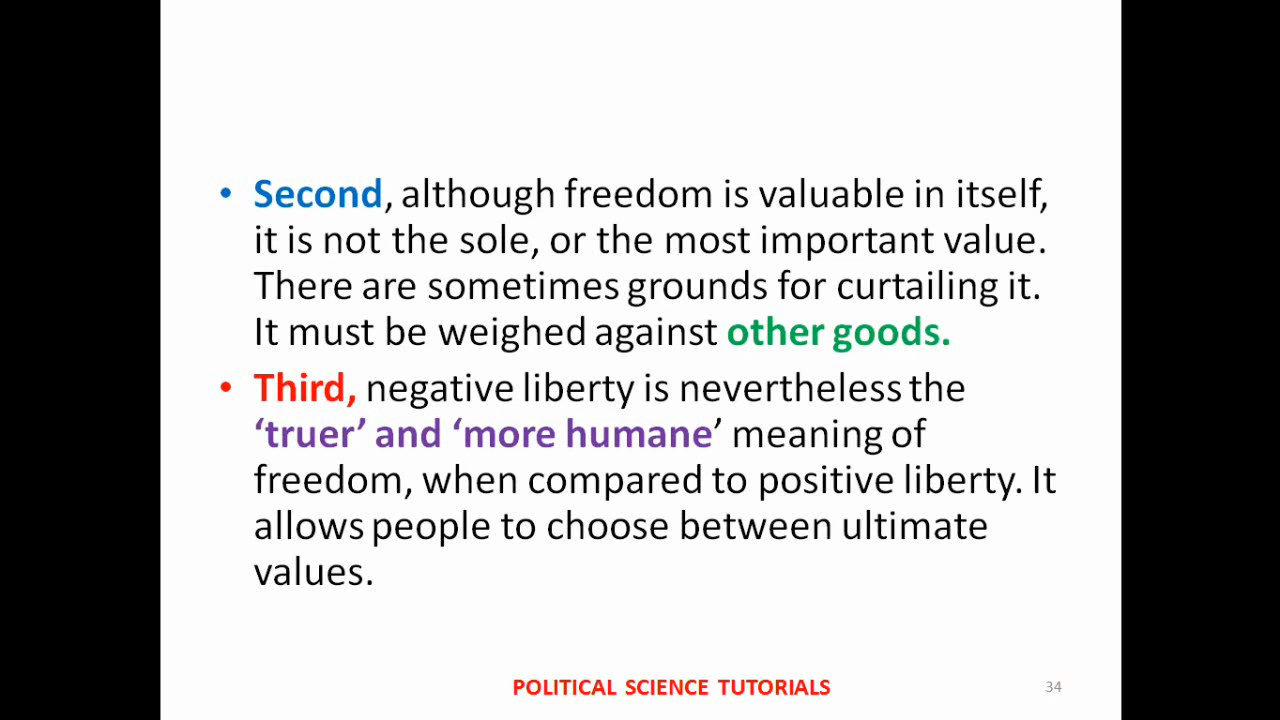 • Second, although freedom is valuable in itself,
it is not the sole, or the most important value.
There are sometimes grounds for curtailing it.
It must be weighed against other goods.
• Third, negative liberty is nevertheless the
‘truer’ and ‘more humane’ meaning of
freedom, when compared to positive liberty. It
allows people to choose between ultimate
values.
POLITICAL SCIENCE TUTORIALS
34